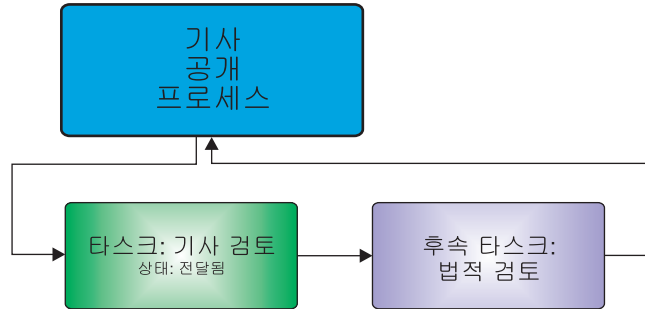 기사
공개
프로세스
타스크: 기사 검토
상태: 전달됨
후속 타스크:
법적 검토